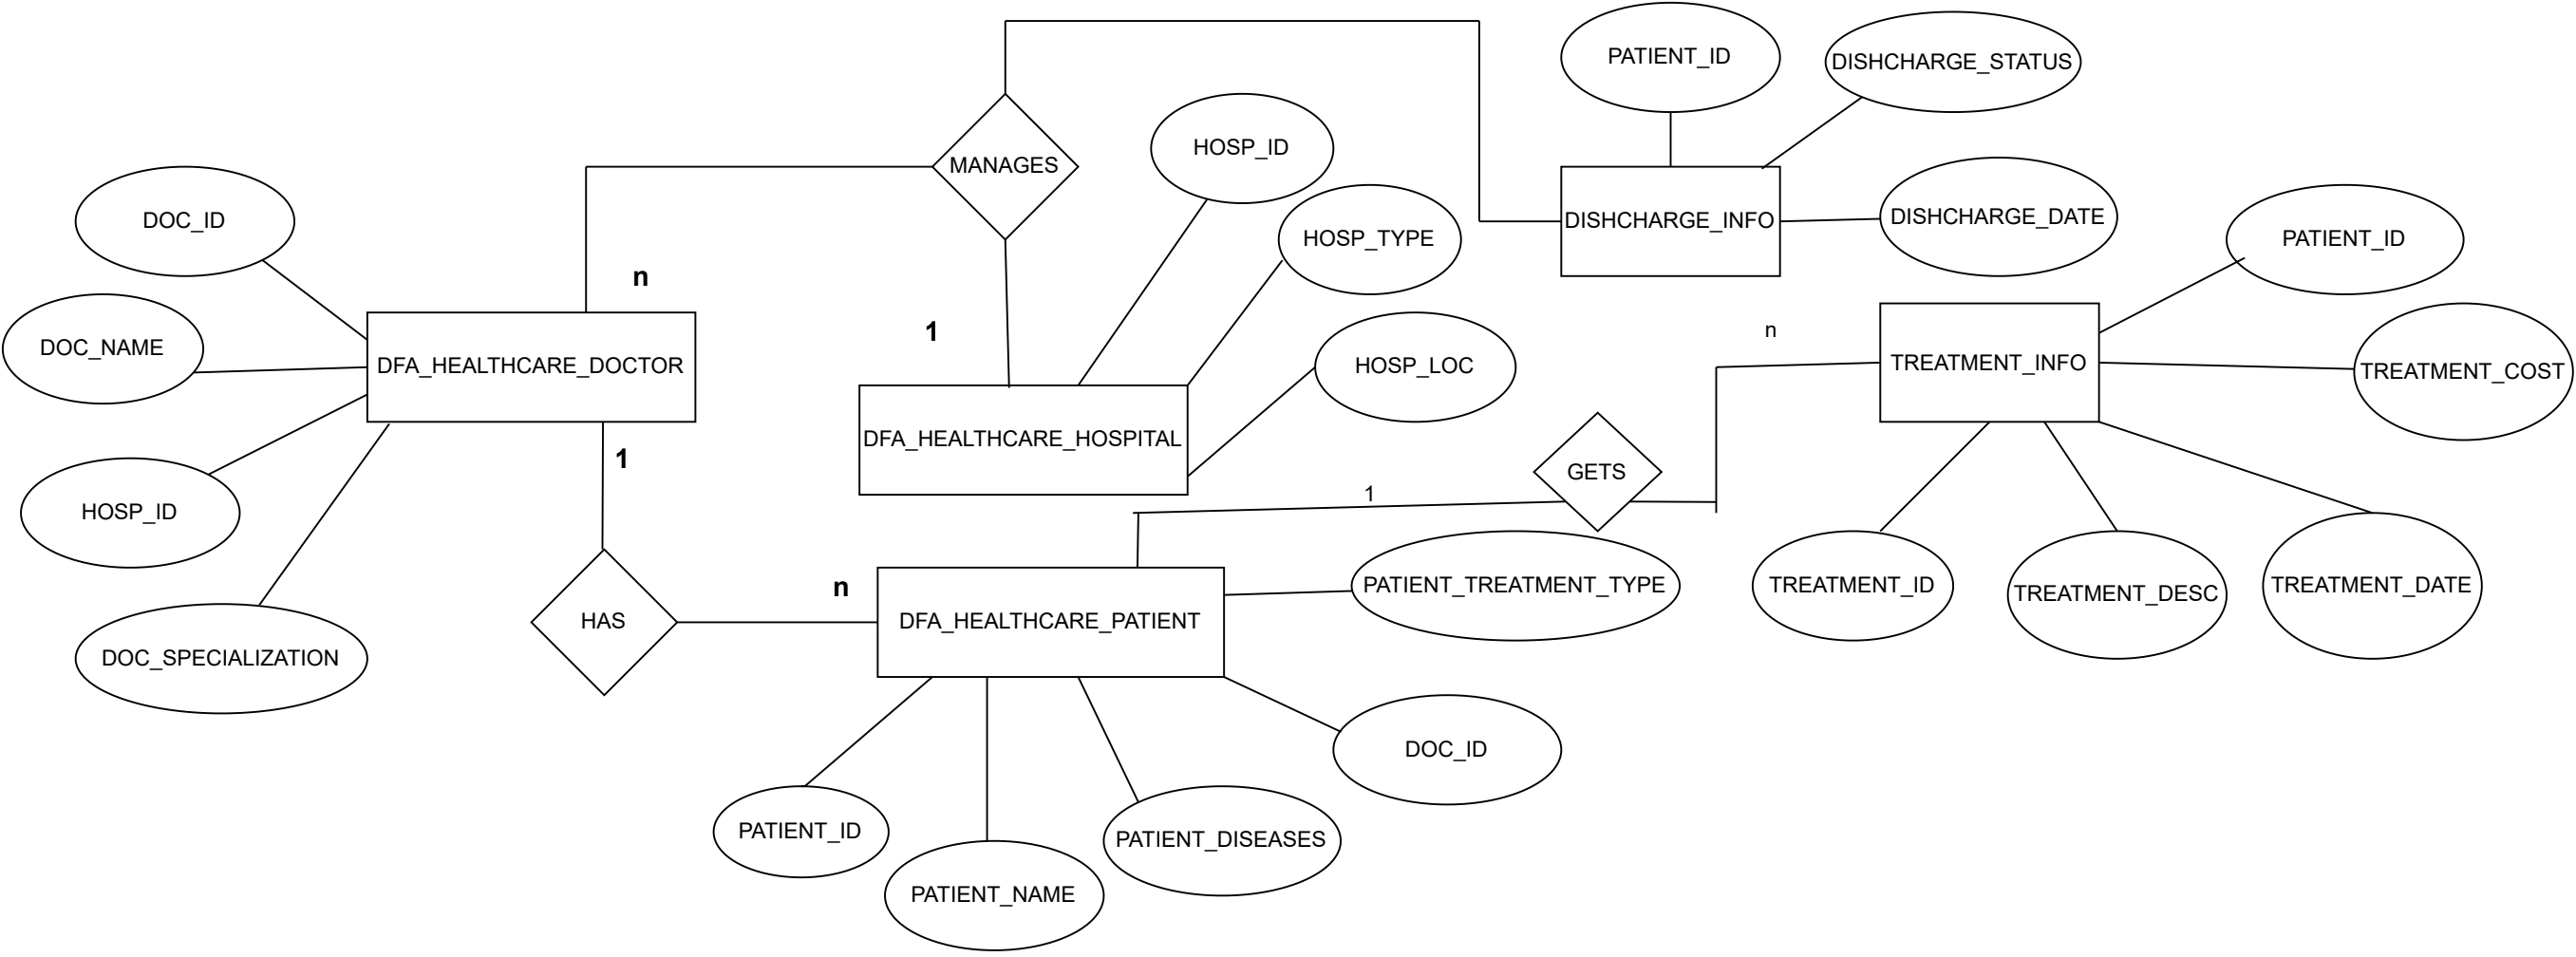 PATIENT_ID
DISHCHARGE_STATUS
HOSP_ID
MANAGES
DOC_ID
HOSP_TYPE
DISHCHARGE_INFO
DISHCHARGE_DATE
PATIENT_ID
n
1
n
DOC_NAME
DFA_HEALTHCARE_DOCTOR
HOSP_LOC
TREATMENT_INFO
TREATMENT_COST
DFA_HEALTHCARE_HOSPITAL
1
GETS
1
HOSP_ID
PATIENT_TREATMENT_TYPE
TREATMENT_ID
TREATMENT_DESC
TREATMENT_DATE
n
HAS
DFA_HEALTHCARE_PATIENT
DOC_SPECIALIZATION
DOC_ID
PATIENT_ID
PATIENT_DISEASES
PATIENT_NAME